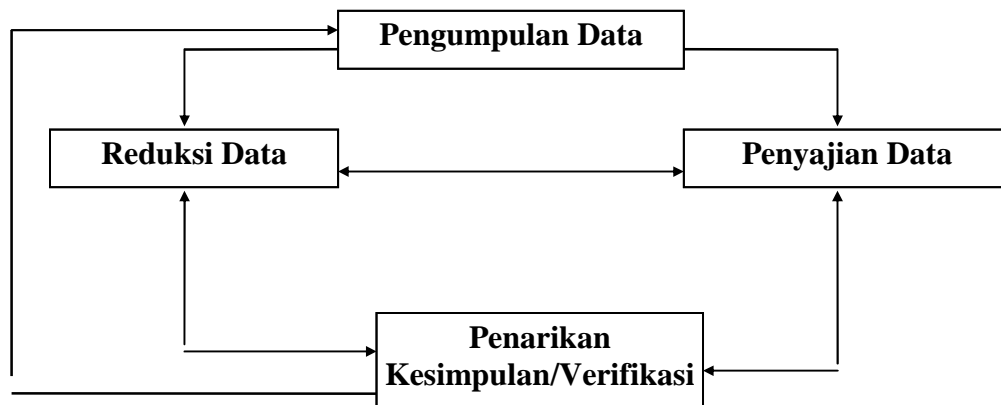 Pengumpulan Data
Reduksi Data
Penyajian Data
Penarikan
Kesimpulan/Verifikasi